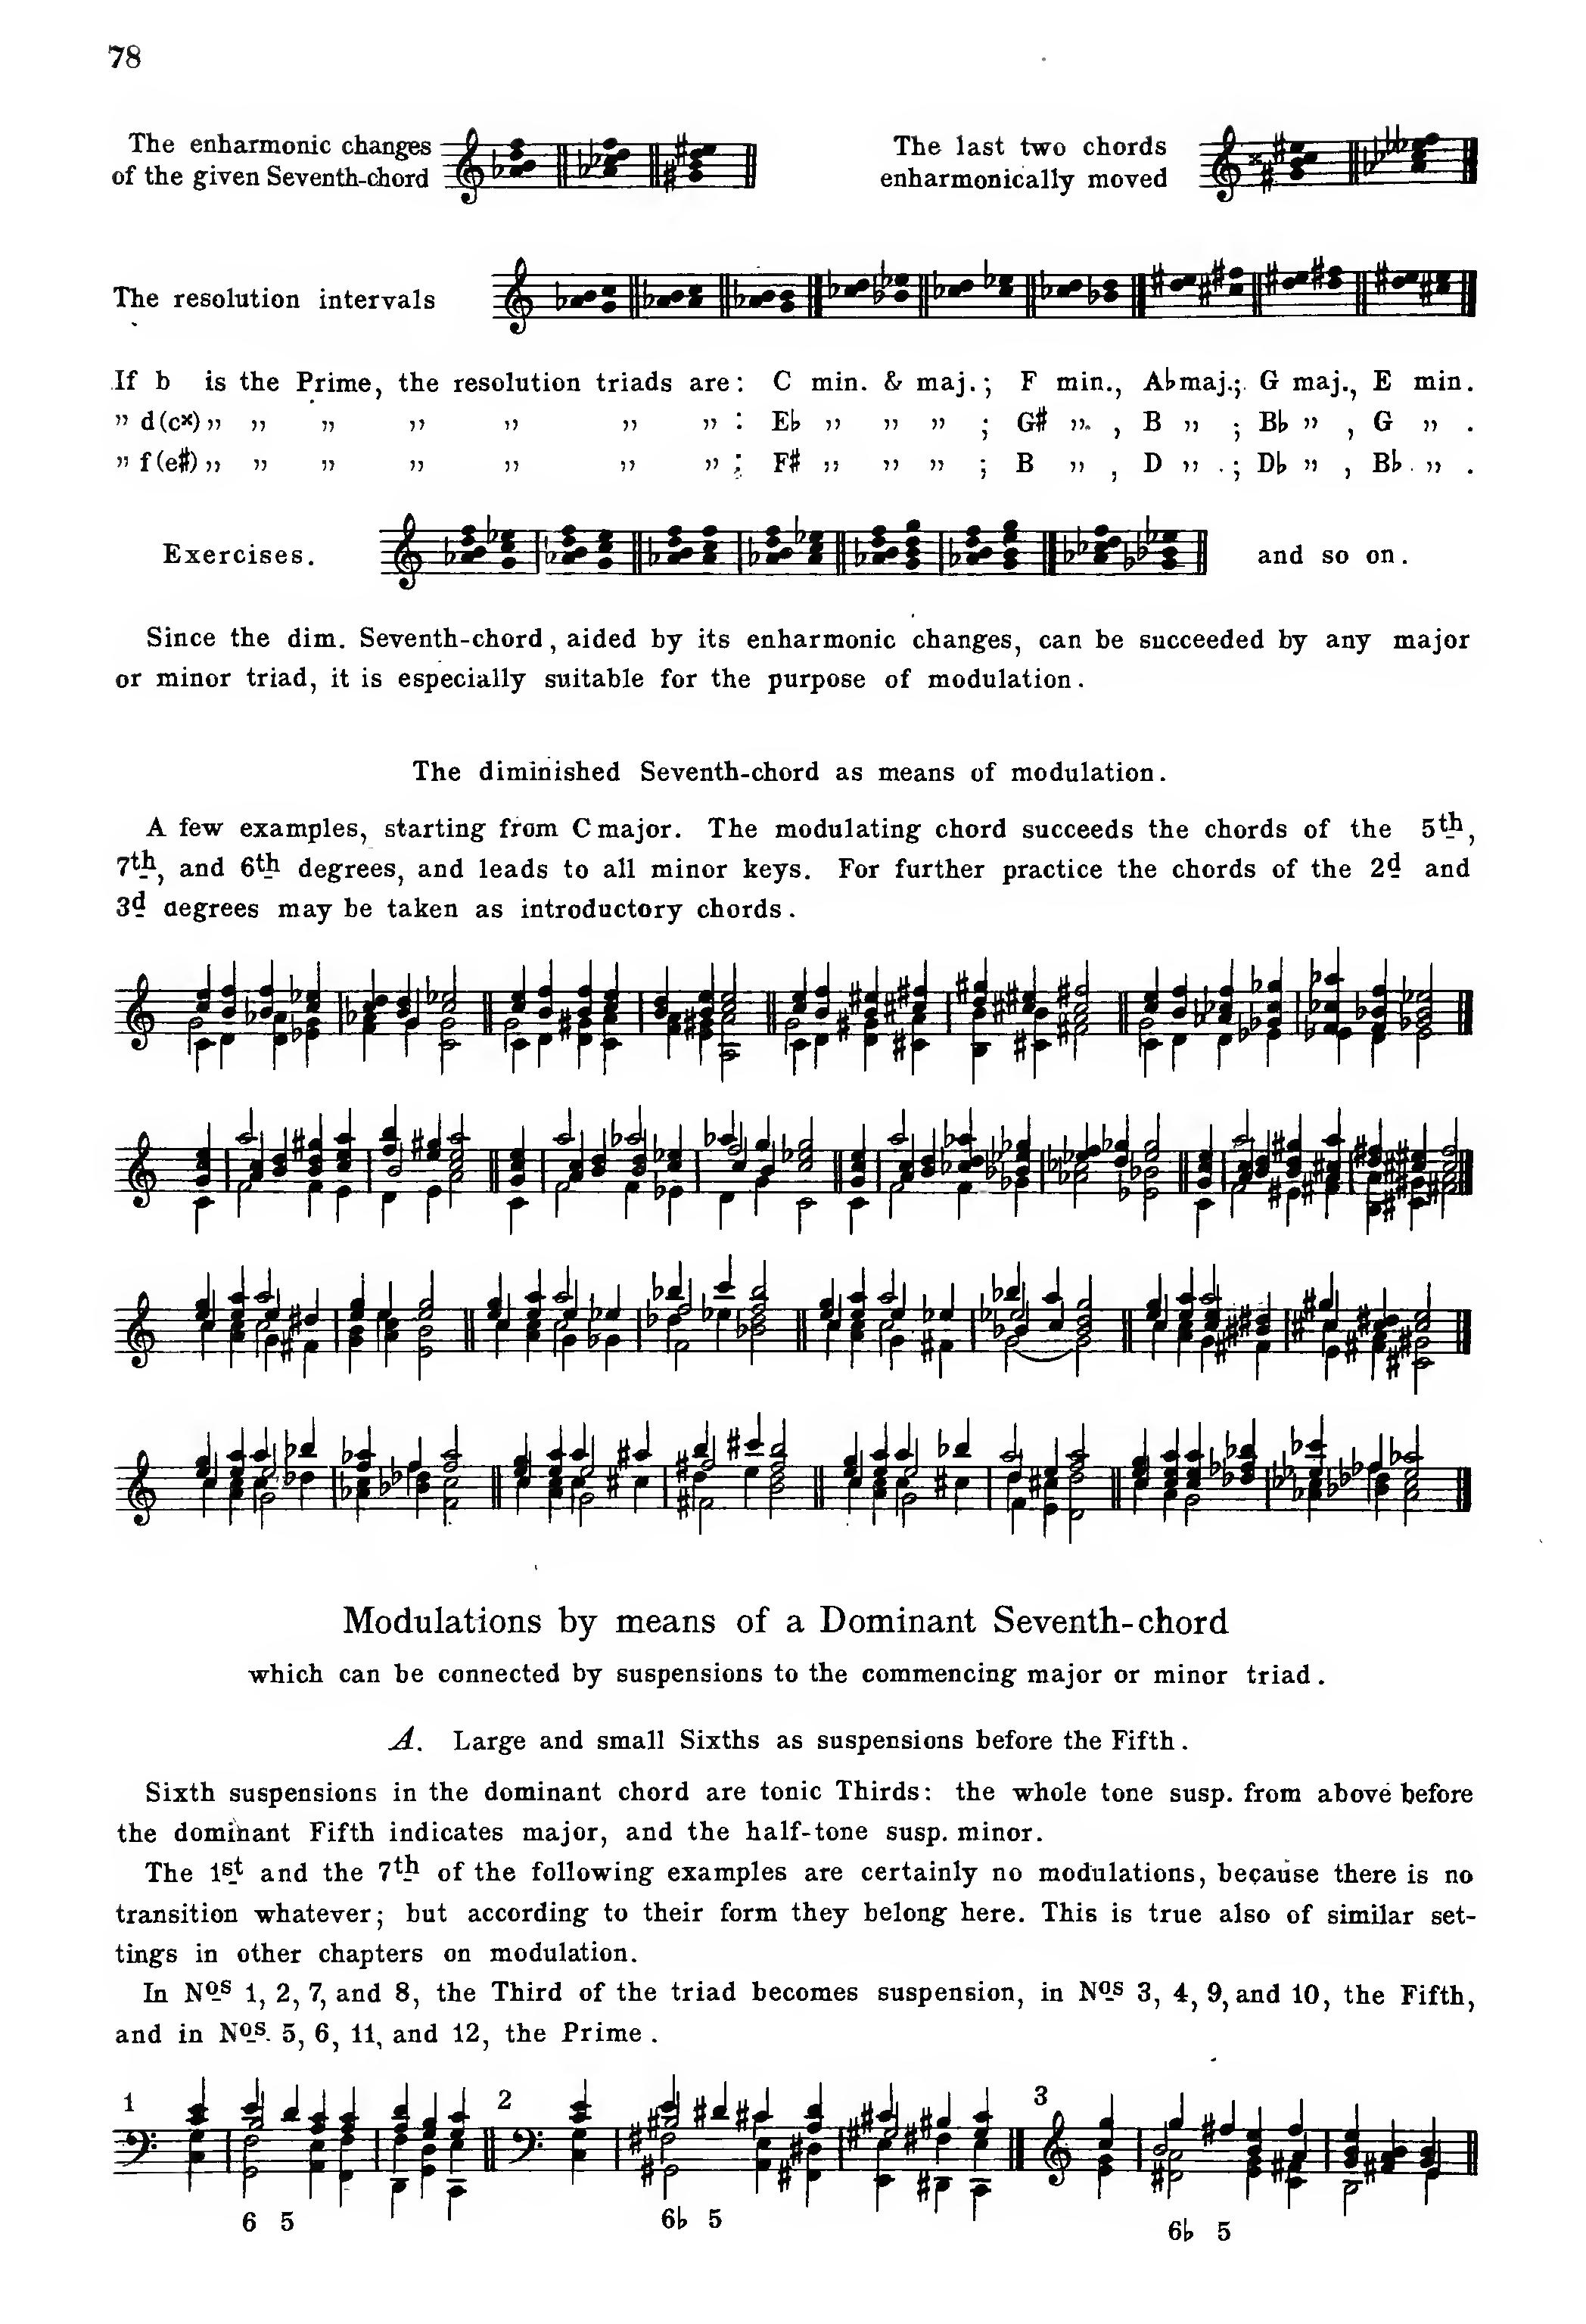 78
The enharmonic changes
of the given Seventh-chord
The last two chords
enharmonically moved
The resolution intervals
If b is the Prime, the resolution triads are: C min. & maj.; F min., A♭maj.; G maj., E min.
" d(c×) " " " " " " " : E♭ " " " ; G# " , B " ; B♭ " , G " .
" f(e#) " " " " " " " : F# " " " ; B " , D " . ; D♭ " , B♭ . " .
Exercises.
and so on.
Since the dim. Seventh-chord, aided by its enharmonic changes, can be succeeded by any major
or minor triad, it is especially suitable for the purpose of modulation.
The diminished Seventh-chord as means of modulation.
A few examples, starting from C major. The modulating chord succeeds the chords of the 5th,
7th, and 6th degrees, and leads to all minor keys. For further practice the chords of the 2d and
3d degrees may be taken as introductory chords.
Modulations by means of a Dominant Seventh-chord
which can be connected by suspensions to the commencing major or minor triad.
A. Large and small Sixths as suspensions before the Fifth.
Sixth suspensions in the dominant chord are tonic Thirds: the whole tone susp. from above before
the dominant Fifth indicates major, and the half-tone susp. minor.
The 1st and the 7th of the following examples are certainly no modulations, because there is no
transition whatever; but according to their form they belong here. This is true also of similar set-
tings in other chapters on modulation.
In Nos 1, 2, 7, and 8, the Third of the triad becomes suspension, in Nos 3, 4, 9, and 10, the Fifth,
and in Nos. 5, 6, 11, and 12, the Prime.
1 2 3
6 5 6♭ 5 6♭ 5